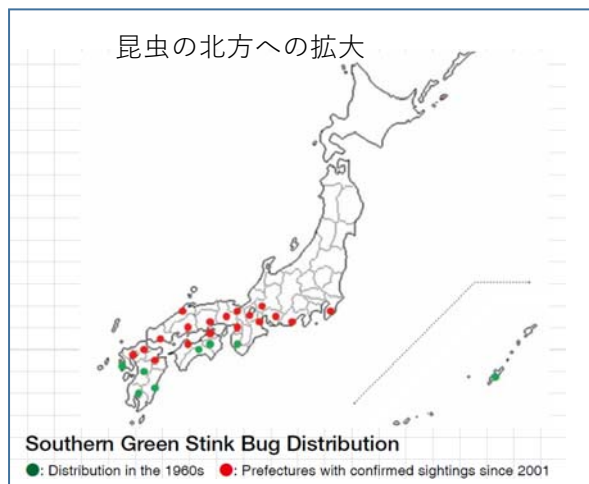 昆虫の北方への拡大
Southern Green Stink Bug Distribution
: Distribution in the 1960s : Prefectures with confirmed sightings since 2001